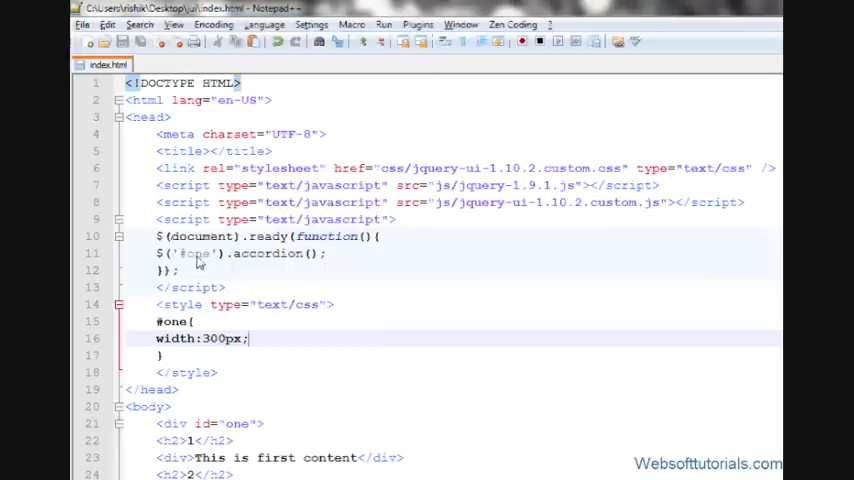 C:\Users\rishik\Desktop\ui\index.html - Notepad++
File Edit Search View Encoding Language Settings Macro Run Plugins Window Zen Coding ?
index.html
1 <!DOCTYPE HTML>
2 <html lang="en-US">
3 <head>
4 <meta charset="UTF-8">
5 <title></title>
6 <link rel="stylesheet" href="css/jquery-ui-1.10.2.custom.css" type="text/css" />
7 <script type="text/javascript" src="js/jquery-1.9.1.js"></script>
8 <script type="text/javascript" src="js/jquery-ui-1.10.2.custom.js"></script>
9 <script type="text/javascript">
10 $(document).ready(function(){
11 $('#one').accordion();
12 });
13 </script>
14 <style type="text/css">
15 #one{
16 width:300px;
17 }
18 </style>
19 </head>
20 <body>
21 <div id="one">
22 <h2>1</h2>
23 <div>This is first content</div>
24 <h2>2</h2>
Websofttutorials.com